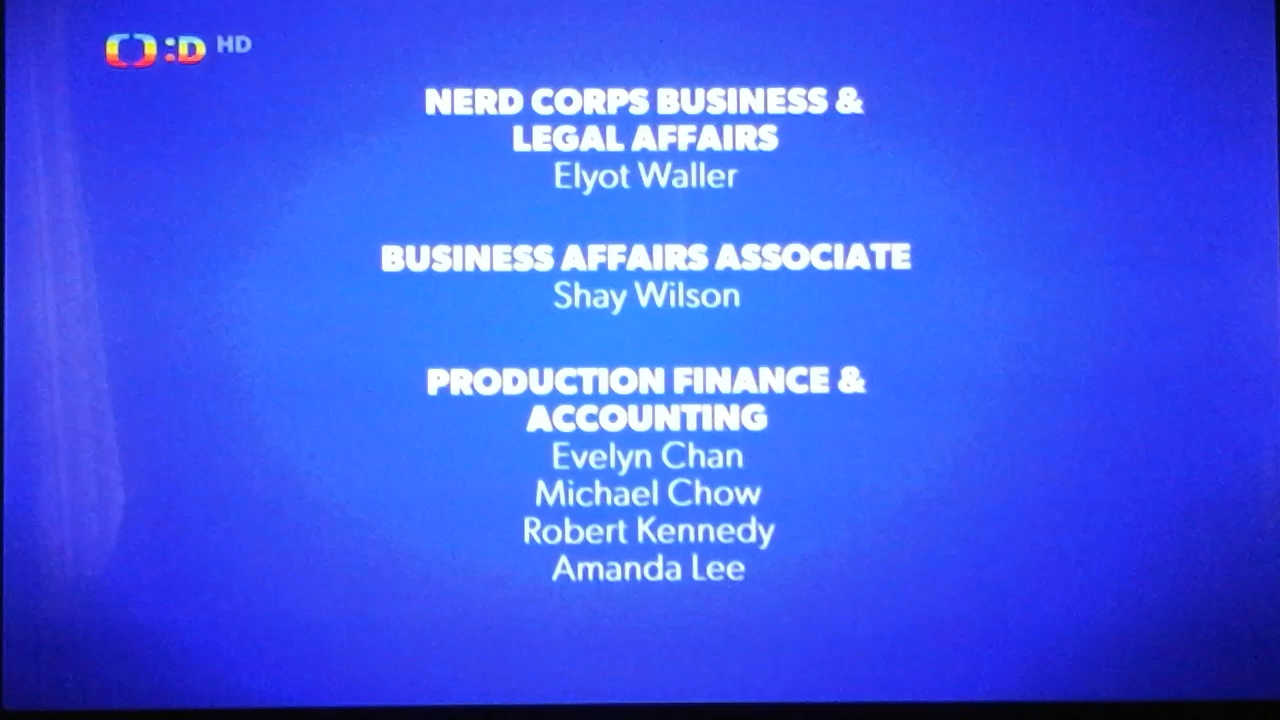 :D HD
NERD CORPS BUSINESS &
LEGAL AFFAIRS
Elyot Waller
BUSINESS AFFAIRS ASSOCIATE
Shay Wilson
PRODUCTION FINANCE &
ACCOUNTING
Evelyn Chan
Michael Chow
Robert Kennedy
Amanda Lee